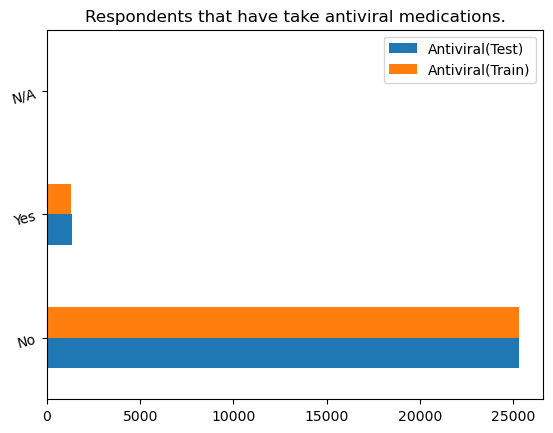 Respondents that have take antiviral medications.
Antiviral(Test)
Antiviral(Train)
N/A
Yes
No
0 5000 10000 15000 20000 25000